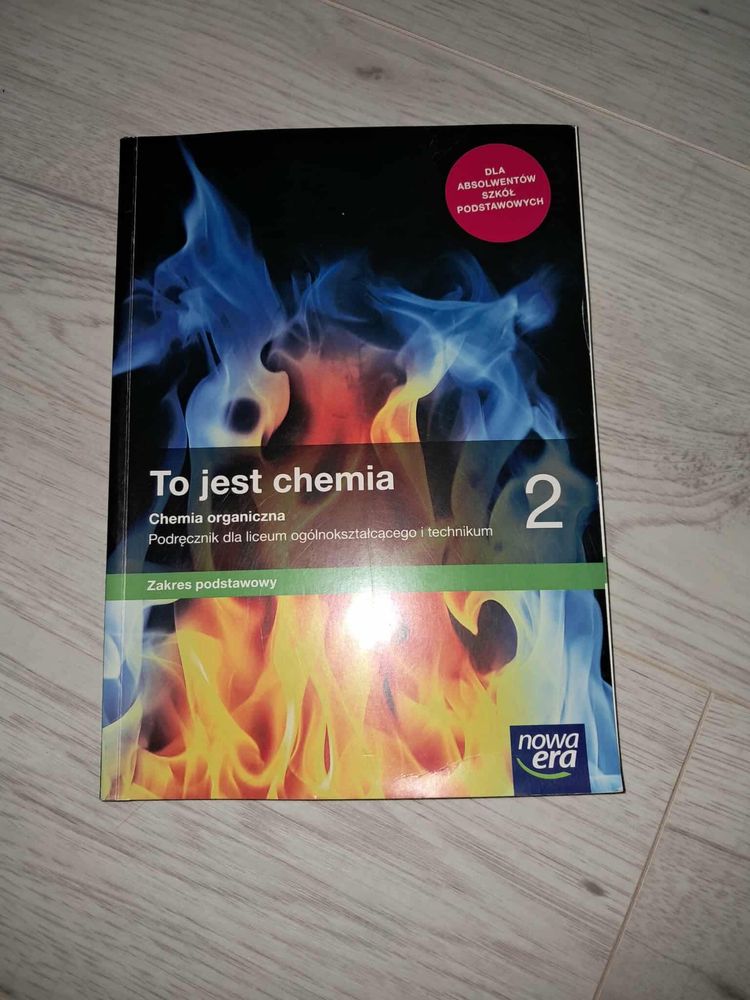 DLA
ABSOLWENTÓW
SZKÓŁ
PODSTAWOWYCH
To jest chemia
2
Chemia organiczna
Podręcznik dla liceum ogólnokształcącego i technikum
Zakres podstawowy
nowa
era